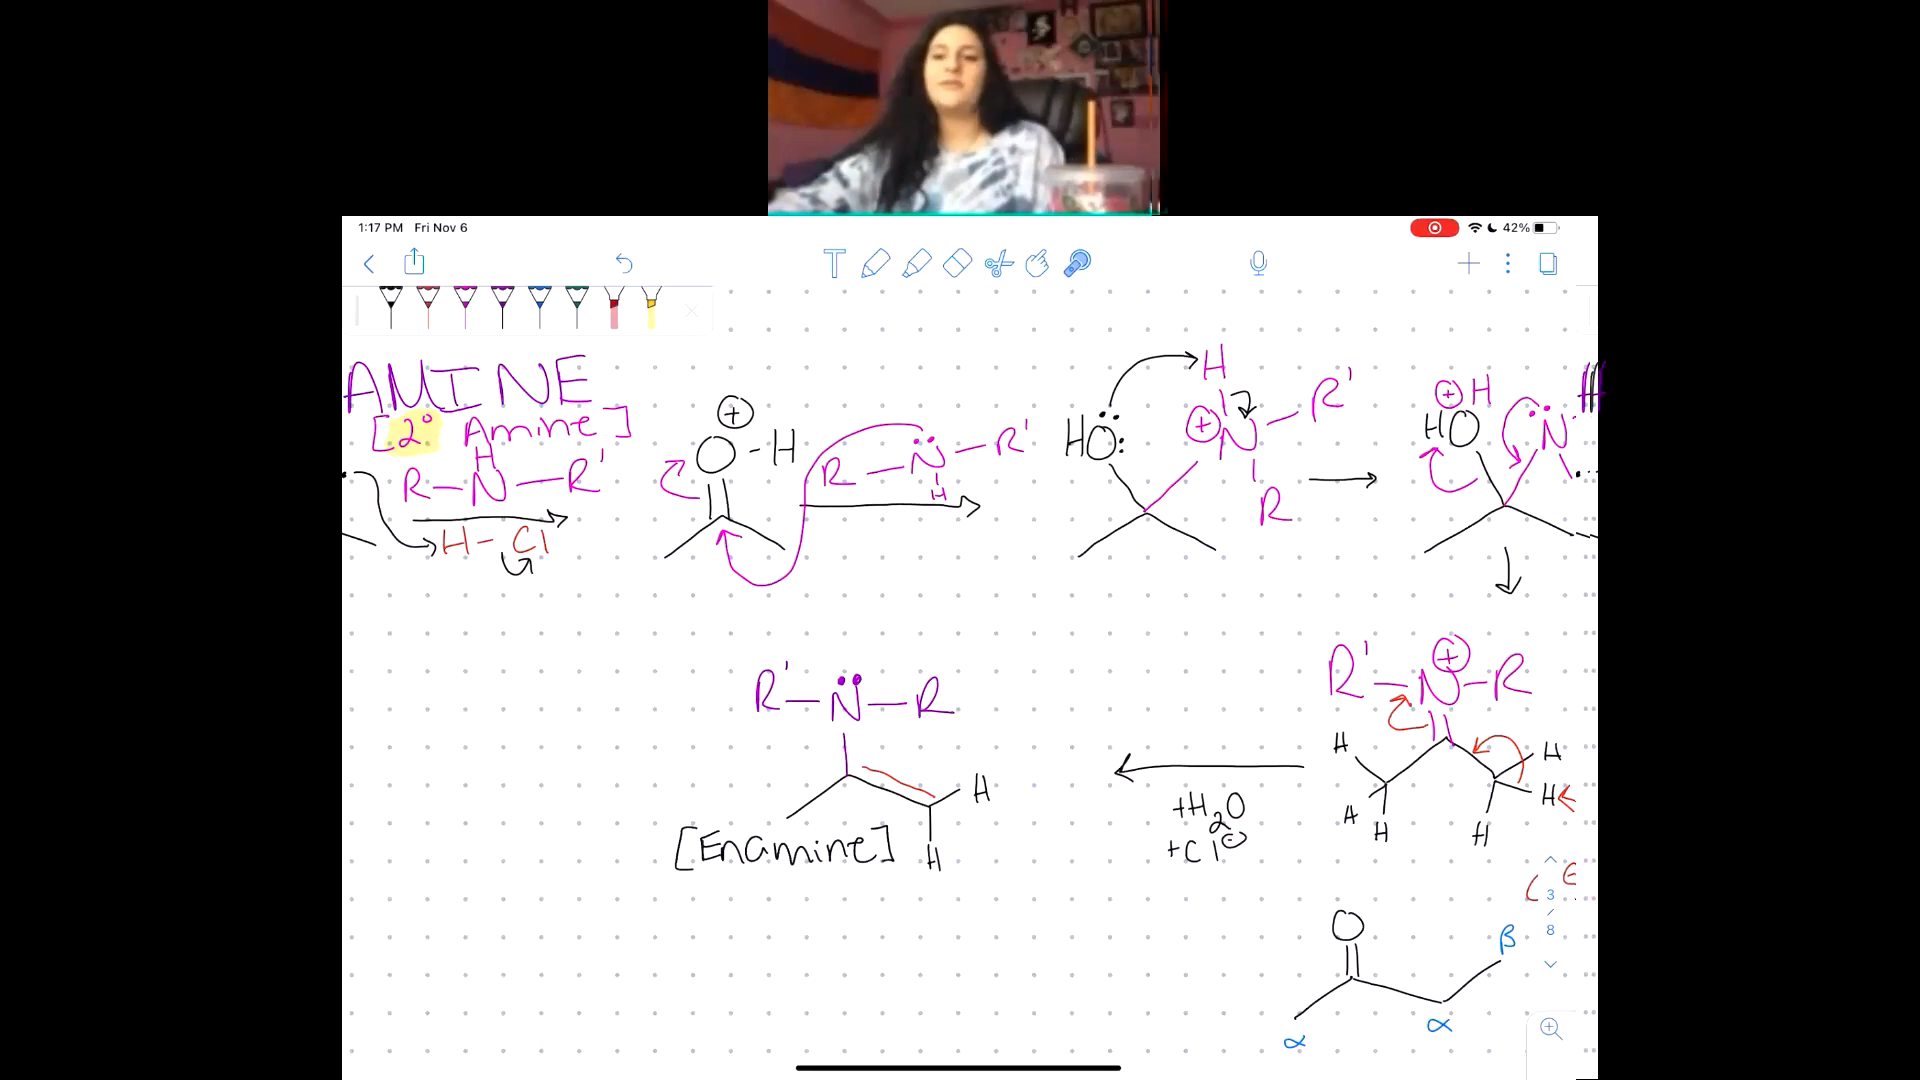 1:17 PM Fri Nov 6
42%
T
AMINE
[2° Amine]
H
R-N-R'
H-Cl
⊕
O-H
R-N-R'
H
H
HO:
⊕N-R'
R
⊕H
HO
N
R'-N-R
[Enamine]
H
H
+H₂O
+Cl⊖
⊕
R'-N-R
H
H
H
H
H
H
3
/
8
O
β
α
α